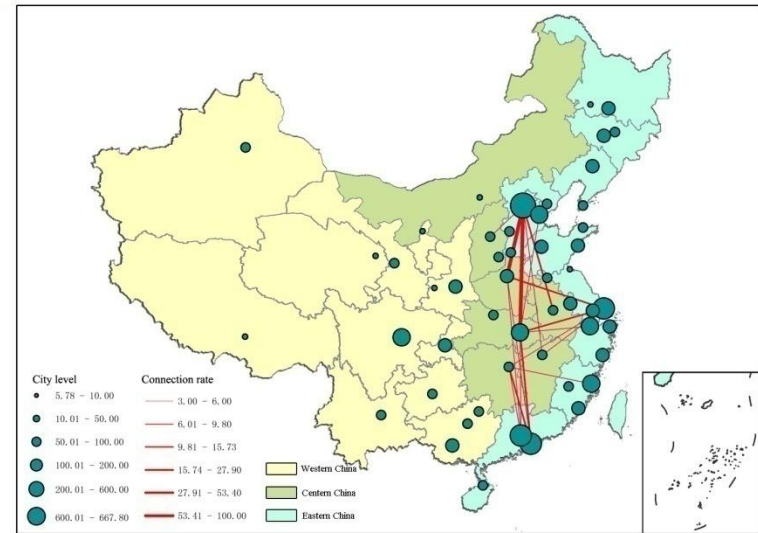 City level
5.78 - 10.00
10.01 - 50.00
50.01 - 100.00
100.01 - 200.00
200.01 - 600.00
600.01 - 667.80
Connection rate
3.00 - 6.00
6.01 - 9.80
9.81 - 15.73
15.74 - 27.90
27.91 - 53.40
53.41 - 100.00
Western China
Centern China
Eastern China